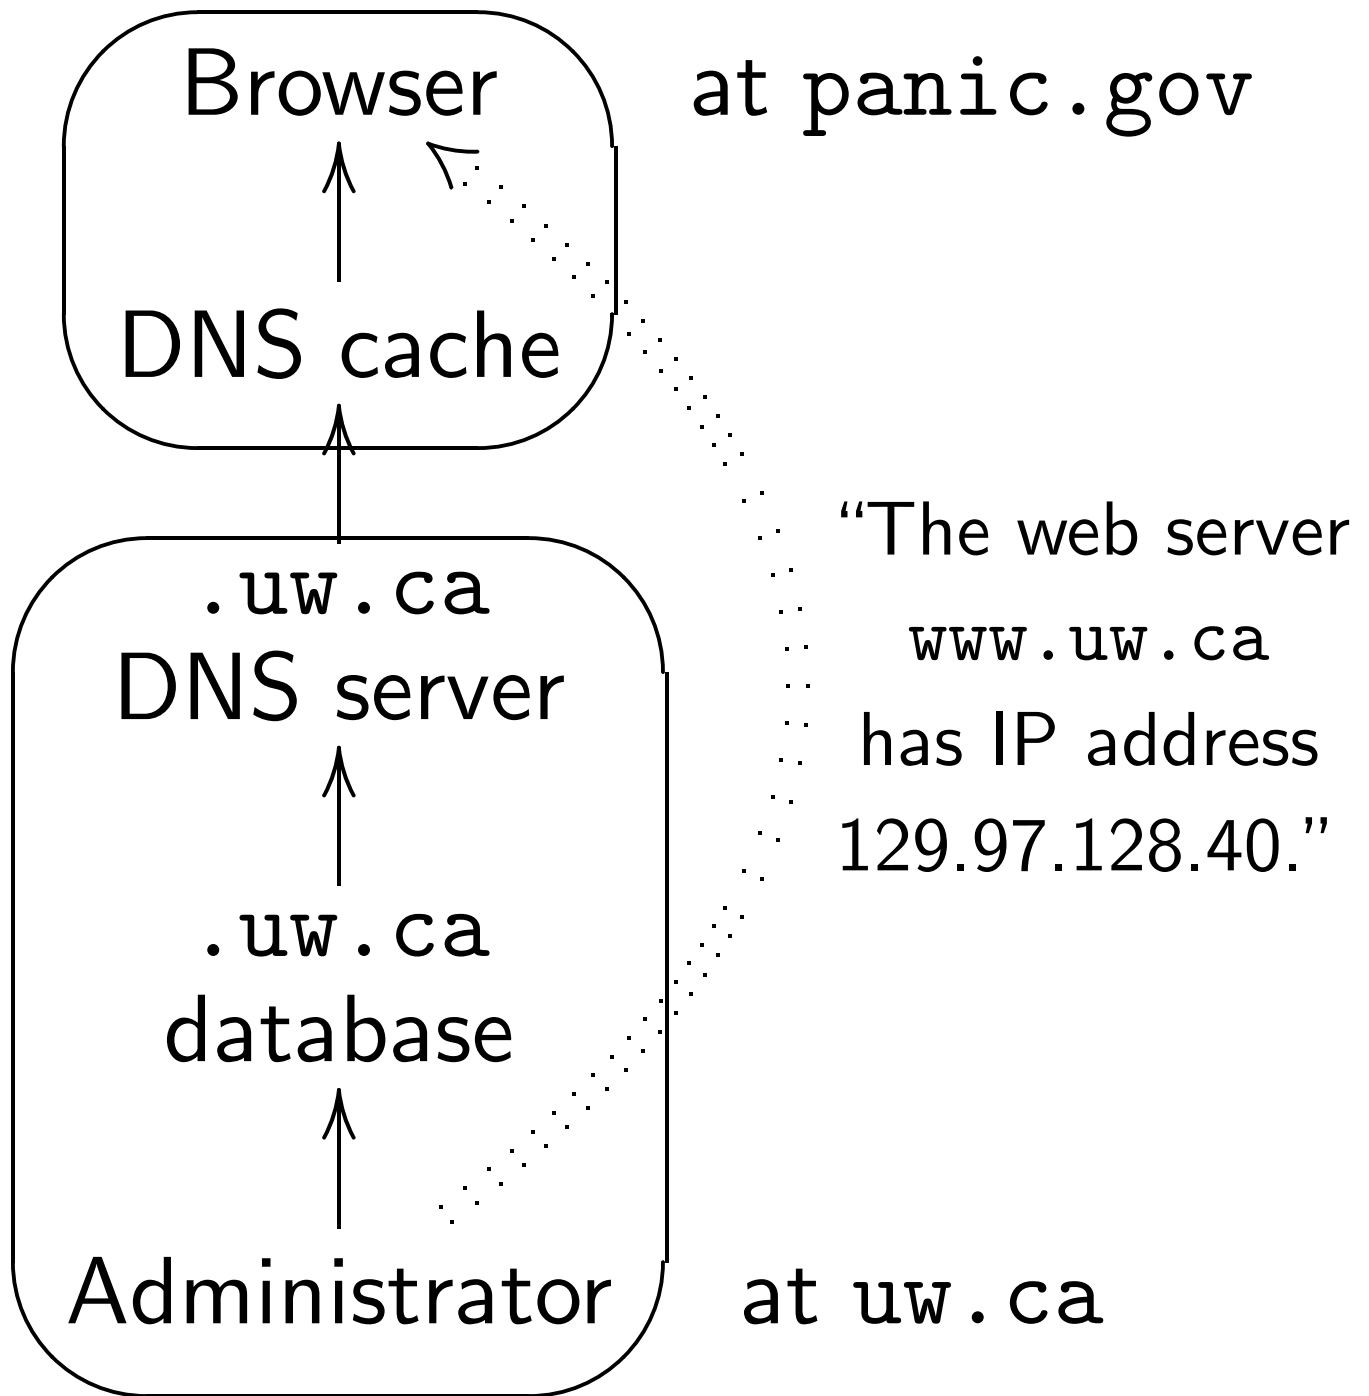 Browser
at panic.gov
DNS cache
.uw.ca
DNS server
“The web server
www.uw.ca
has IP address
129.97.128.40.”
.uw.ca
database
Administrator
at uw.ca